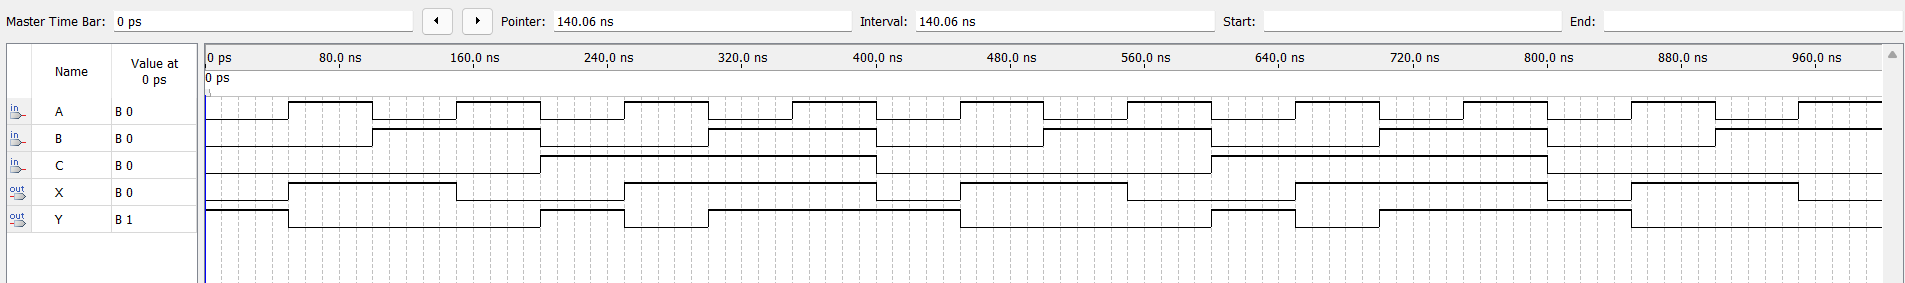 Master Time Bar: 0 ps Pointer: 140.06 ns Interval: 140.06 ns Start: End:
Name Value at 0 ps
0 ps 80.0 ns 160.0 ns 240.0 ns 320.0 ns 400.0 ns 480.0 ns 560.0 ns 640.0 ns 720.0 ns 800.0 ns 880.0 ns 960.0 ns
0 ps
in A B 0
in B B 0
in C B 0
out X B 0
out Y B 1